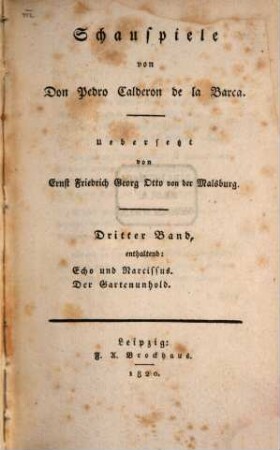 Schauspiele
von
Don Pedro Calderon de la Barca.
Uebersetzt
von
Ernst Friedrich Georg Otto von der Malsburg.
Dritter Band,
enthaltend:
Echo und Narcissus.
Der Gartenunhold.
Leipzig:
F. A. Brockhaus.
1820.